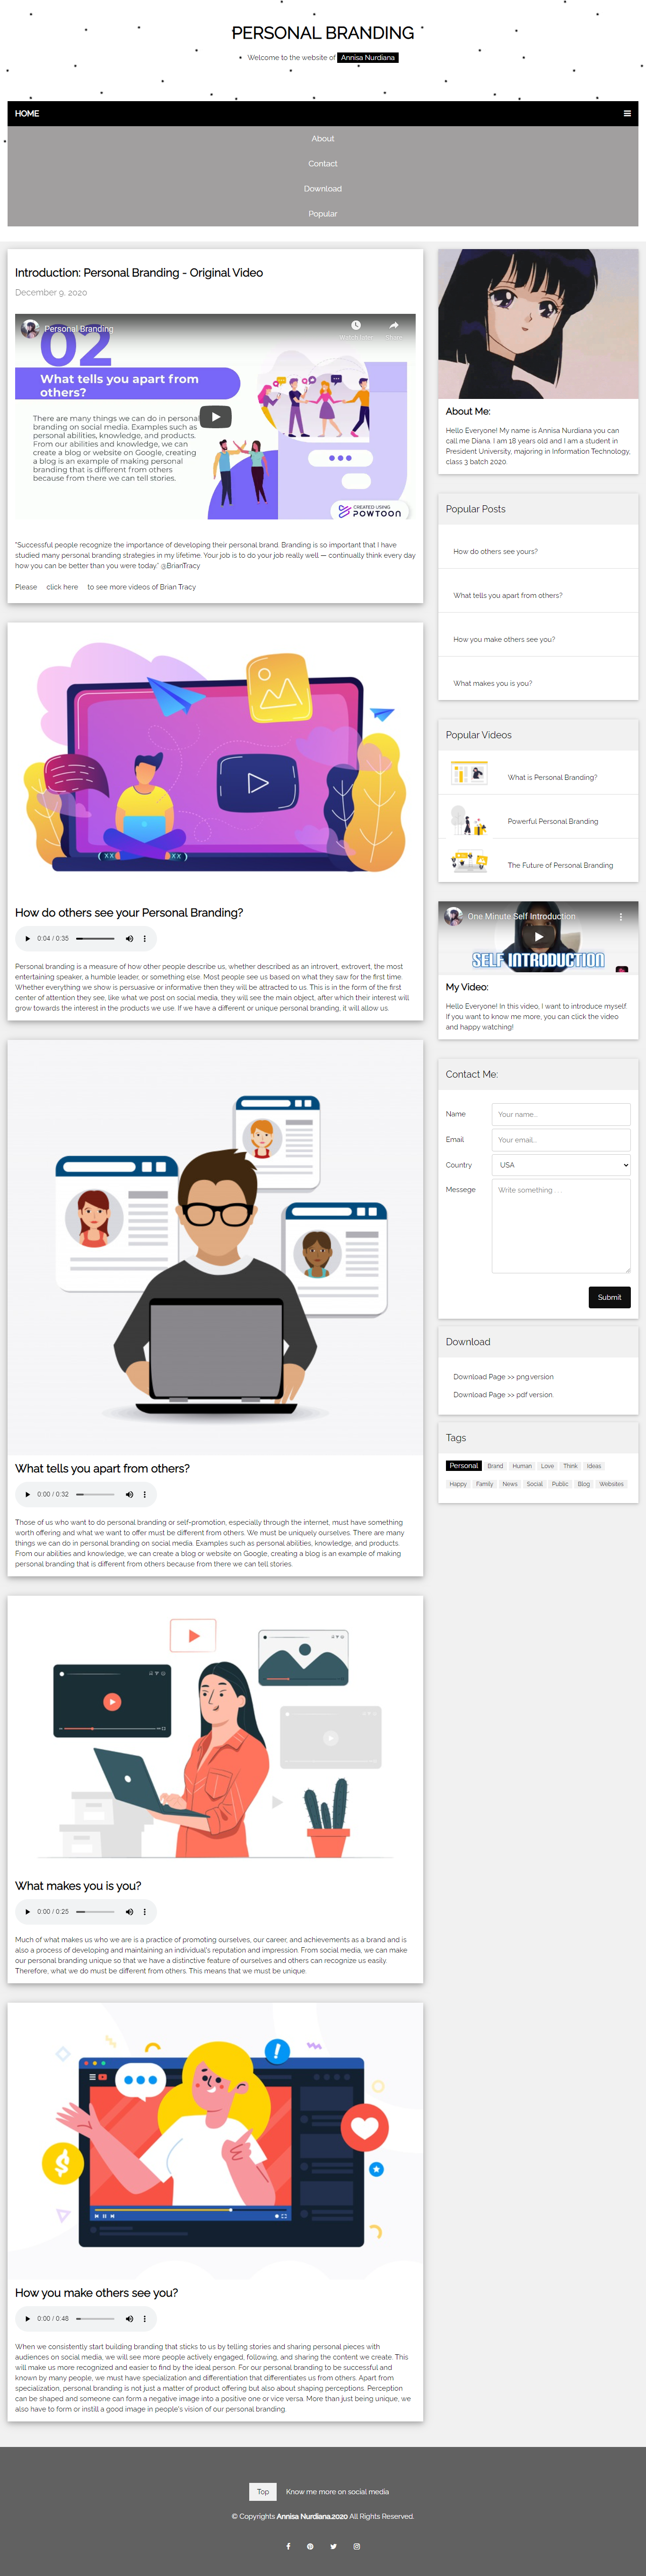 PERSONAL BRANDING
Welcome to the website of Annisa Nurdiana
HOME
About
Contact
Download
Popular
Introduction: Personal Branding - Original Video
December 9, 2020
Personal Branding
Watch later
Share
02
What tells you apart from
others?
There are many things we can do in personal
branding on social media. Examples such as
personal abilities, knowledge, and products.
From our abilities and knowledge, we can
create a blog or website on Google, creating
a blog is an example of making personal
branding that is different from others
because from there we can tell stories.
CREATED USING
POWTOON
"Successful people recognize the importance of developing their personal brand. Branding is so important that I have
studied many personal branding strategies in my lifetime. Your job is to do your job really well — continually think every day
how you can be better than you were today" @BrianTracy
Please click here to see more videos of Brian Tracy
How do others see your Personal Branding?
0:04 / 0:35
Personal branding is a measure of how other people describe us, whether described as an introvert, extrovert, the most
entertaining speaker, a humble leader, or something else. Most people see us based on what they saw for the first time.
Whether everything we show is persuasive or informative then they will be attracted to us. This is in the form of the first
center of attention they see, like what we post on social media, they will see the main object, after which their interest will
grow towards the interest in the products we use. If we have a different or unique personal branding, it will allow us.
What tells you apart from others?
0:00 / 0:32
Those of us who want to do personal branding or self-promotion, especially through the internet, must have something
worth offering and what we want to offer must be different from others. We must be uniquely ourselves. There are many
things we can do in personal branding on social media. Examples such as personal abilities, knowledge, and products.
From our abilities and knowledge, we can create a blog or website on Google, creating a blog is an example of making
personal branding that is different from others because from there we can tell stories.
What makes you is you?
0:00 / 0:25
Much of what makes us who we are is a practice of promoting ourselves, our career, and achievements as a brand and is
also a process of developing and maintaining an individual's reputation and impression. From social media, we can make
our personal branding unique so that we have a distinctive feature of ourselves and others can recognize us easily.
Therefore, what we do must be different from others. This means that we must be unique.
How you make others see you?
0:00 / 0:48
When we consistently start building branding that sticks to us by telling stories and sharing personal pieces with
audiences on social media, we will see more people actively engaged, following, and sharing the content we create. This
will make us more recognized and easier to find by the ideal person. For our personal branding to be successful and
known by many people, we must have specialization and differentiation that differentiates us from others. Apart from
specialization, personal branding is not just a matter of product offering but also about shaping perceptions. Perception
can be shaped and someone can form a negative image into a positive one or vice versa. More than just being unique, we
also have to form or instill a good image in people's vision of our personal branding.
About Me:
Hello Everyone! My name is Annisa Nurdiana you can
call me Diana. I am 18 years old and I am a student in
President University, majoring in Information Technology,
class 3 batch 2020.
Popular Posts
How do others see yours?
What tells you apart from others?
How you make others see you?
What makes you is you?
Popular Videos
What is Personal Branding?
Powerful Personal Branding
The Future of Personal Branding
One Minute Self Introduction
SELF INTRODUCTION
My Video:
Hello Everyone! In this video, I want to introduce myself.
If you want to know me more, you can click the video
and happy watching!
Contact Me:
Name
Your name...
Email
Your email...
Country
USA
Messege
Write something . . .
Submit
Download
Download Page >> png version
Download Page >> pdf version
Tags
Personal Brand Human Love Think Ideas
Happy Family News Social Public Blog Websites
Top Know me more on social media
© Copyrights Annisa Nurdiana.2020 All Rights Reserved.